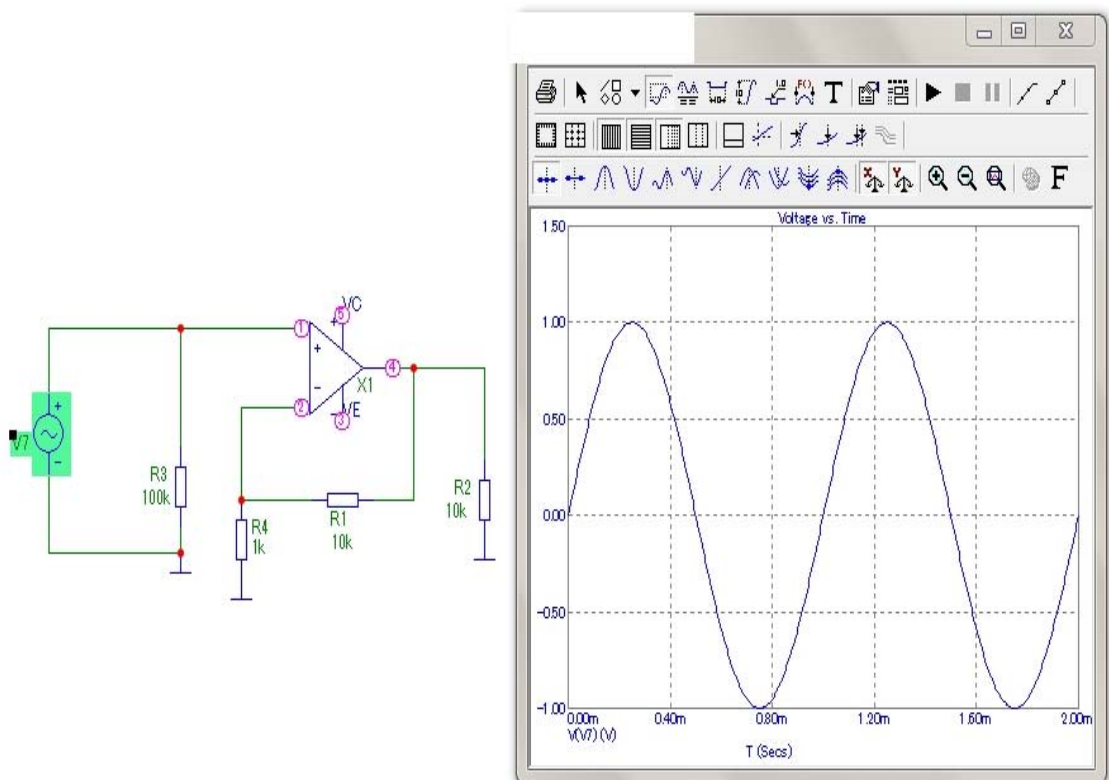 VC
+
5
1
+
-
4
X1
2
-VE
3
+
V7
-
R3
100k
R4
1k
R1
10k
R2
10k
T
F
Voltage vs. Time
1.50
1.00
0.50
0.00
-0.50
-1.00
0.00m 0.40m 0.80m 1.20m 1.60m 2.00m
V(V7) (V)
T (Secs)